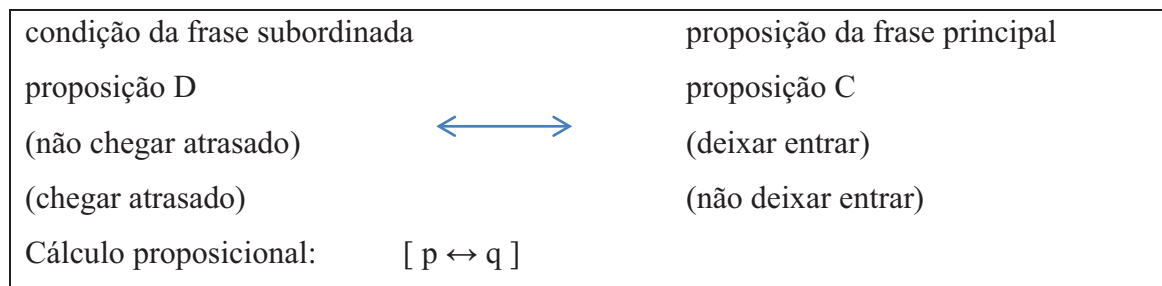 condição da frase subordinada proposição da frase principal
proposição D proposição C
(não chegar atrasado) (deixar entrar)
(chegar atrasado) (não deixar entrar)
Cálculo proposicional: [ p ↔ q ]